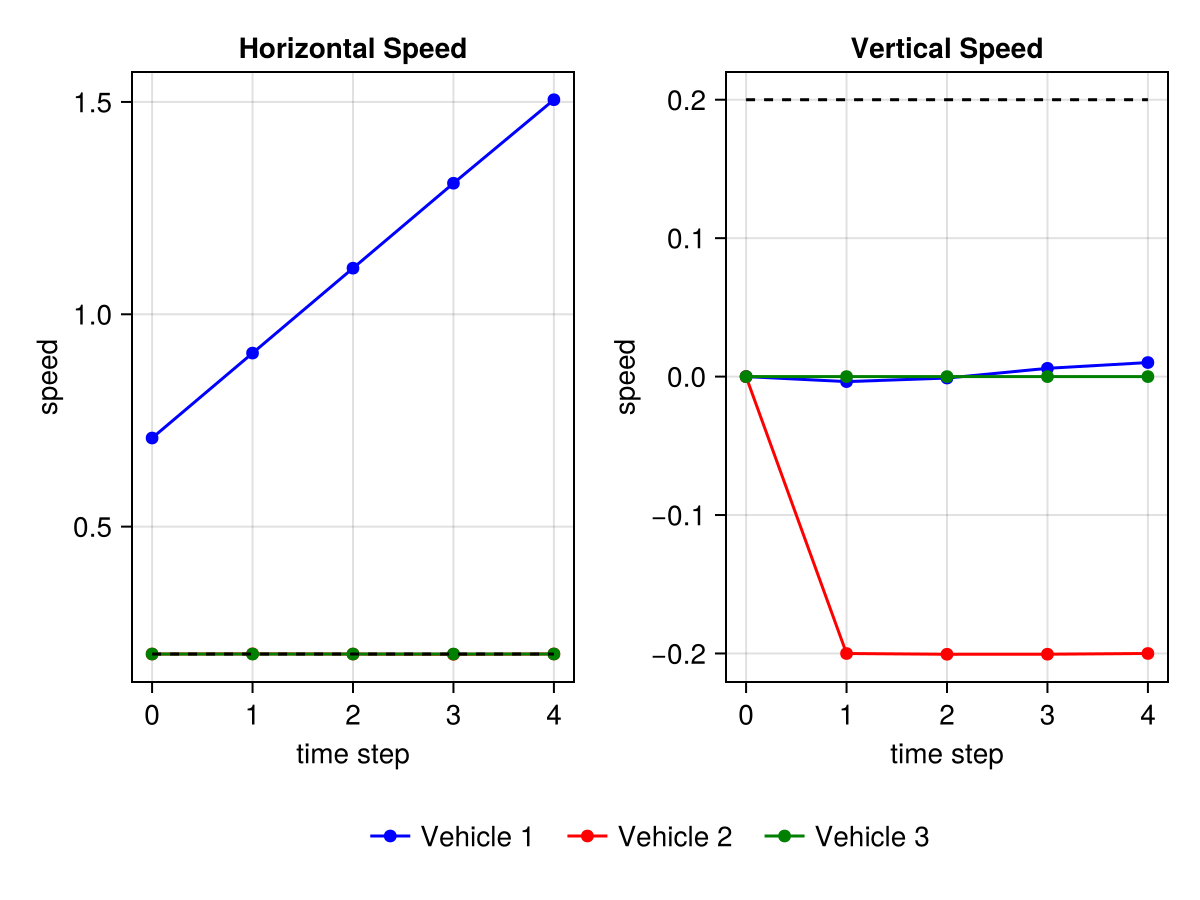 Horizontal Speed
Vertical Speed
1.5
1.0
0.5
speed
0 1 2 3 4
time step
0.2
0.1
0.0
−0.1
−0.2
speed
0 1 2 3 4
time step
Vehicle 1 Vehicle 2 Vehicle 3